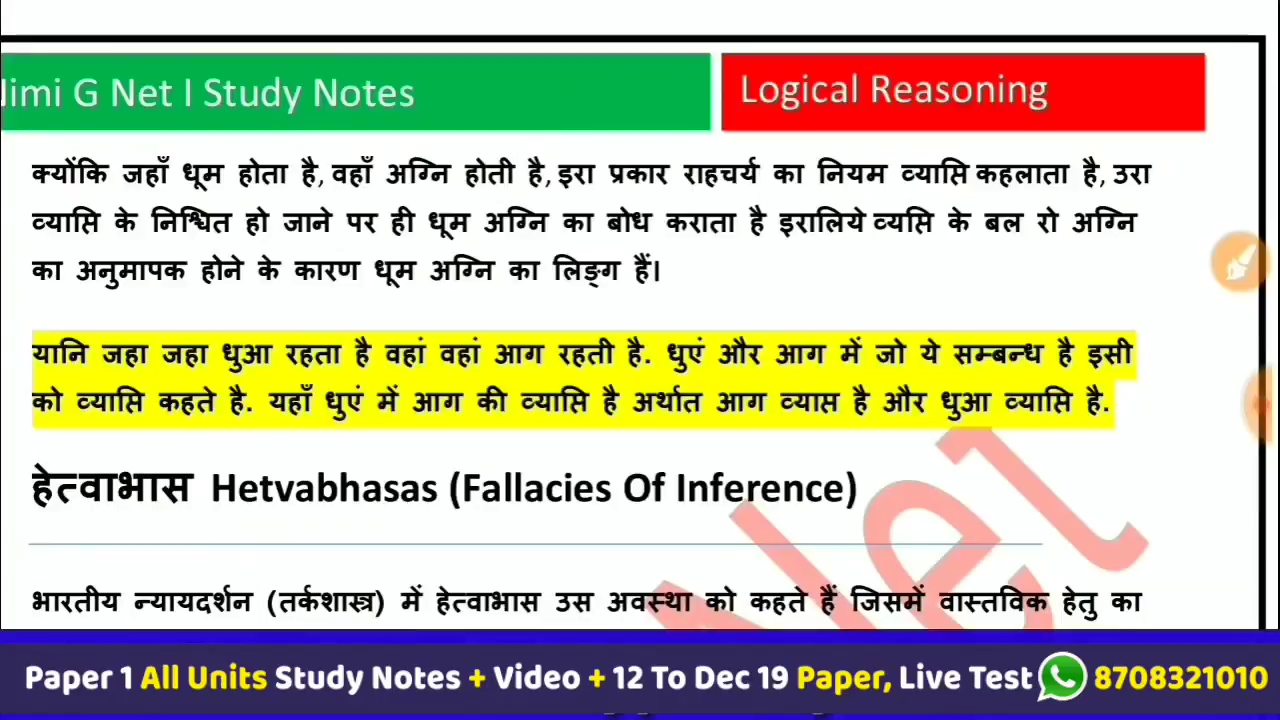 Jimi G Net I Study Notes
Logical Reasoning
क्योंकि जहाँ धूम होता है, वहाँ अग्नि होती है, इरा प्रकार राहचर्य का नियम व्याप्ति कहलाता है, उरा
व्याप्ति के निश्चित हो जाने पर ही धूम अग्नि का बोध कराता है इरालिये व्यप्ति के बल रो अग्नि
का अनुमापक होने के कारण धूम अग्नि का लिङ्ग हैं।
यानि जहा जहा धुआ रहता है वहां वहां आग रहती है. धुएं और आग में जो ये सम्बन्ध है इसी
को व्याप्ति कहते है. यहाँ धुएं में आग की व्याप्ति है अर्थात आग व्याप्त है और धुआ व्याप्ति है.
हेत्वाभास Hetvabhasas (Fallacies Of Inference)
भारतीय न्यायदर्शन (तर्कशास्त्र) में हेत्वाभास उस अवस्था को कहते हैं जिसमें वास्तविक हेतु का
Net
Paper 1 All Units Study Notes + Video + 12 To Dec 19 Paper, Live Test 8708321010